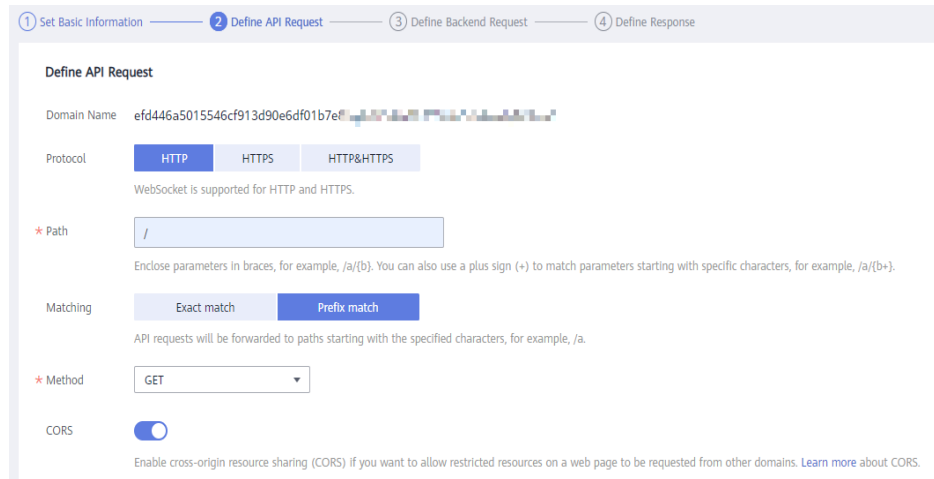 1 Set Basic Information 2 Define API Request 3 Define Backend Request 4 Define Response
Define API Request
Domain Name efd446a5015546cf913d90e6df01b7e
Protocol HTTP HTTPS HTTP&HTTPS
WebSocket is supported for HTTP and HTTPS.
* Path /
Enclose parameters in braces, for example, /a/{b}. You can also use a plus sign (+) to match parameters starting with specific characters, for example, /a/{b+}.
Matching Exact match Prefix match
API requests will be forwarded to paths starting with the specified characters, for example, /a.
* Method GET
CORS
Enable cross-origin resource sharing (CORS) if you want to allow restricted resources on a web page to be requested from other domains. Learn more about CORS.